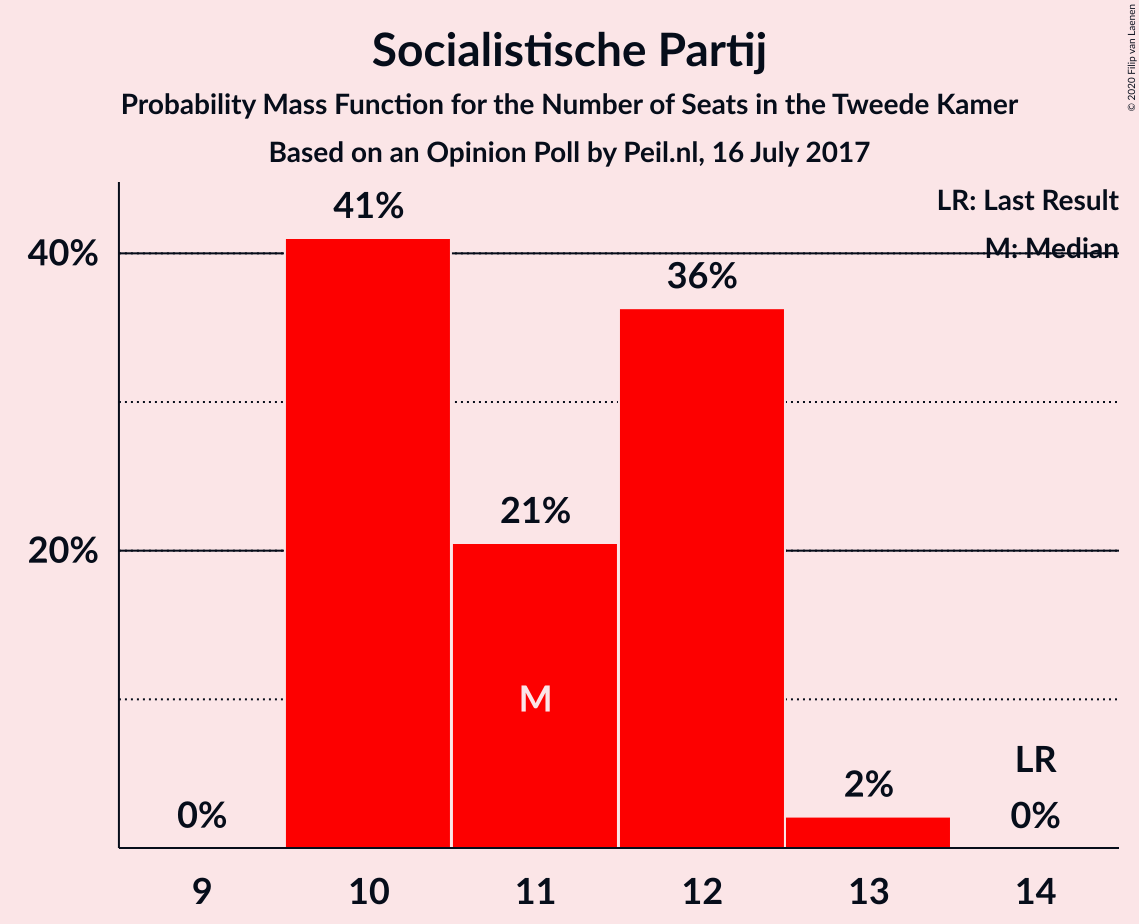 Socialistische Partij
Probability Mass Function for the Number of Seats in the Tweede Kamer
Based on an Opinion Poll by Peil.nl, 16 July 2017
© 2020 Filip van Laenen
LR: Last Result
M: Median
41%
40%
36%
21%
20%
M
LR
2%
0%
0%
9
10
11
12
13
14